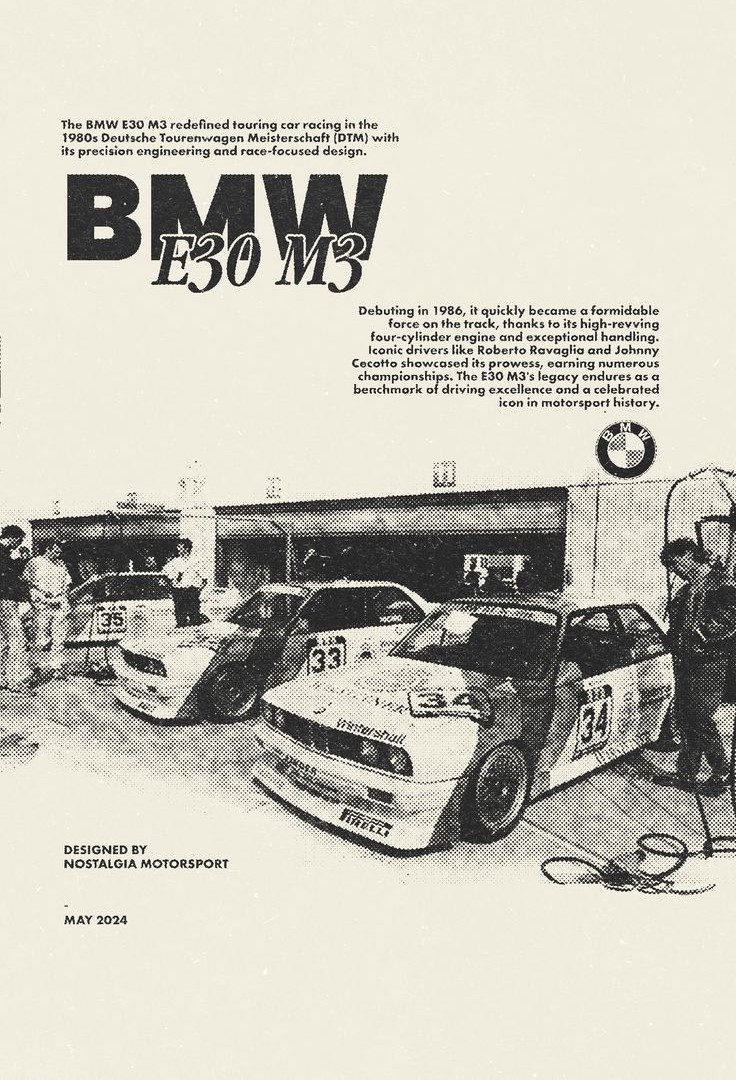 The BMW E30 M3 redefined touring car racing in the
1980s Deutsche Tourenwagen Meisterschaft (DTM) with
its precision engineering and race-focused design.
BMW
E30 M3
Debuting in 1986, it quickly became a formidable
force on the track, thanks to its high-revving
four-cylinder engine and exceptional handling.
Iconic drivers like Roberto Ravaglia and Johnny
Cecotto showcased its prowess, earning numerous
championships. The E30 M3's legacy endures as a
benchmark of driving excellence and a celebrated
icon in motorsport history.
BMW
35
33
34
34
Wintershall
PIRELLI
DESIGNED BY
NOSTALGIA MOTORSPORT
-
MAY 2024